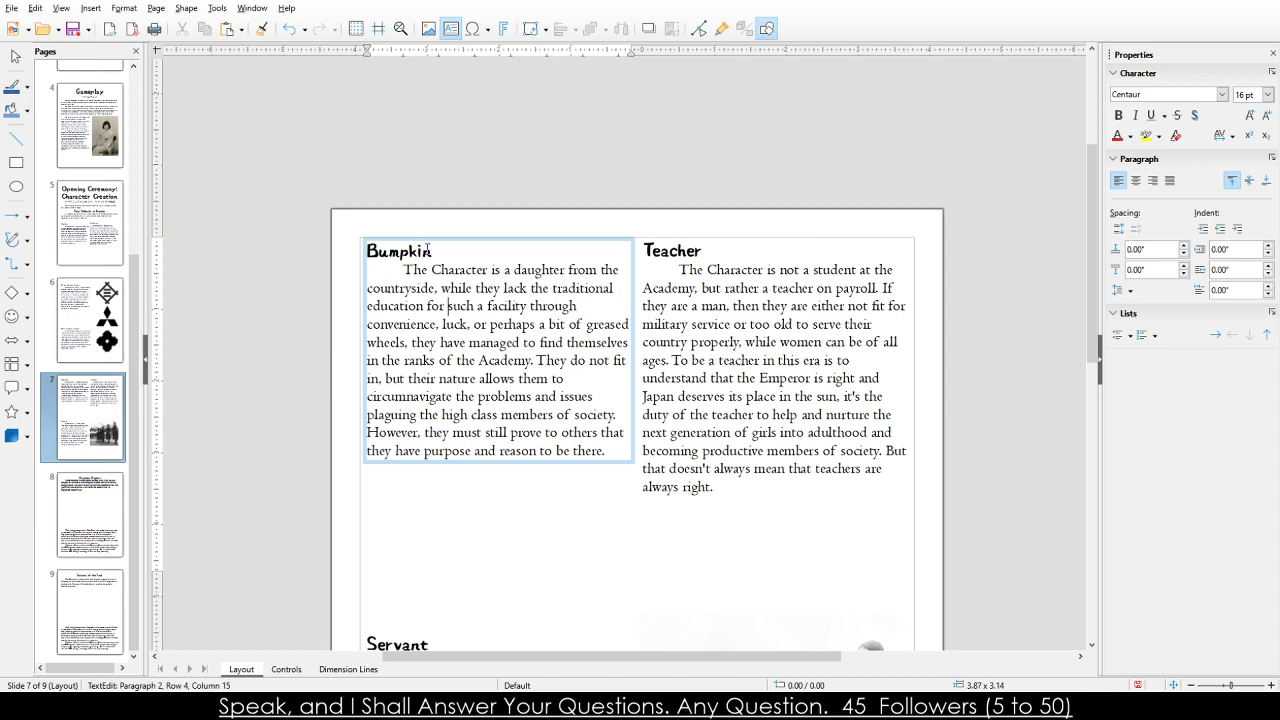 File Edit View Insert Format Page Shape Tools Window Help
Pages
Properties
Character
Centaur
16 pt
Paragraph
Spacing:
Indent:
0.00"
0.00"
0.00"
0.00"
0.00"
Lists
4
Gameplay
5
Opening Ceremony:
Character Creation
6
7
8
9
Bumpkin
The Character is a daughter from the
countryside, while they lack the traditional
education for such a facility through
convenience, luck, or perhaps a bit of greased
wheels, they have managed to find themselves
in the ranks of the Academy. They do not fit
in, but their nature allows them to
circumnavigate the problems and issues
plaguing the high class members of society.
However, they must still prove to others that
they have purpose and reason to be there.
Teacher
The Character is not a student at the
Academy, but rather a teacher on payroll. If
they are a man, then they are either not fit for
military service or too old to serve their
country properly, while women can be of all
ages. To be a teacher in this era is to
understand that the Emperor is right and
Japan deserves its place in the sun, it's the
duty of the teacher to help and nurture the
next generation of girls into adulthood and
becoming productive members of society. But
that doesn't always mean that teachers are
always right.
Servant
Layout Controls Dimension Lines
Slide 7 of 9 (Layout) TextEdit: Paragraph 2, Row 4, Column 15 Default 0.00 / 0.00 3.87 x 3.14
Speak, and I Shall Answer Your Questions. Any Question. 45 Followers (5 to 50)